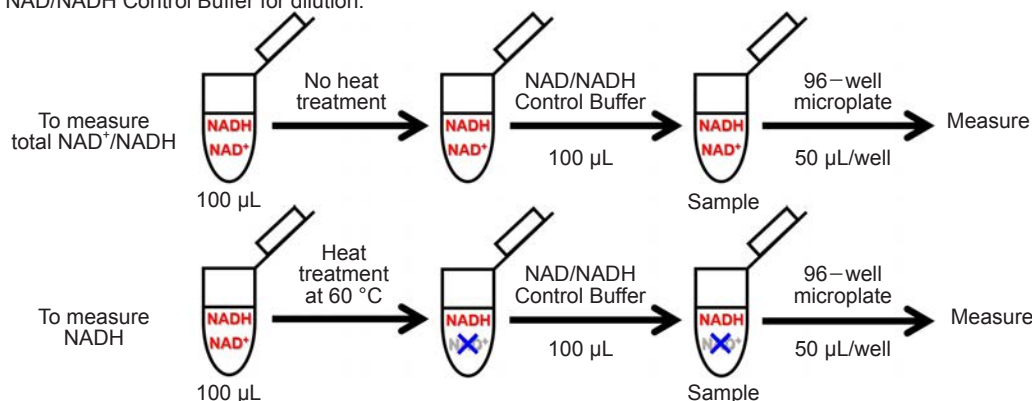 NAD/NADH Control Buffer for dilution.
To measure
total NAD⁺/NADH
NADH
NAD⁺
100 µL
No heat
treatment
NADH
NAD⁺
NAD/NADH
Control Buffer
100 µL
NADH
NAD⁺
Sample
96−well
microplate
50 µL/well
Measure
To measure
NADH
NADH
NAD⁺
100 µL
Heat
treatment
at 60 °C
NADH
NAD/NADH
Control Buffer
100 µL
NADH
Sample
96−well
microplate
50 µL/well
Measure